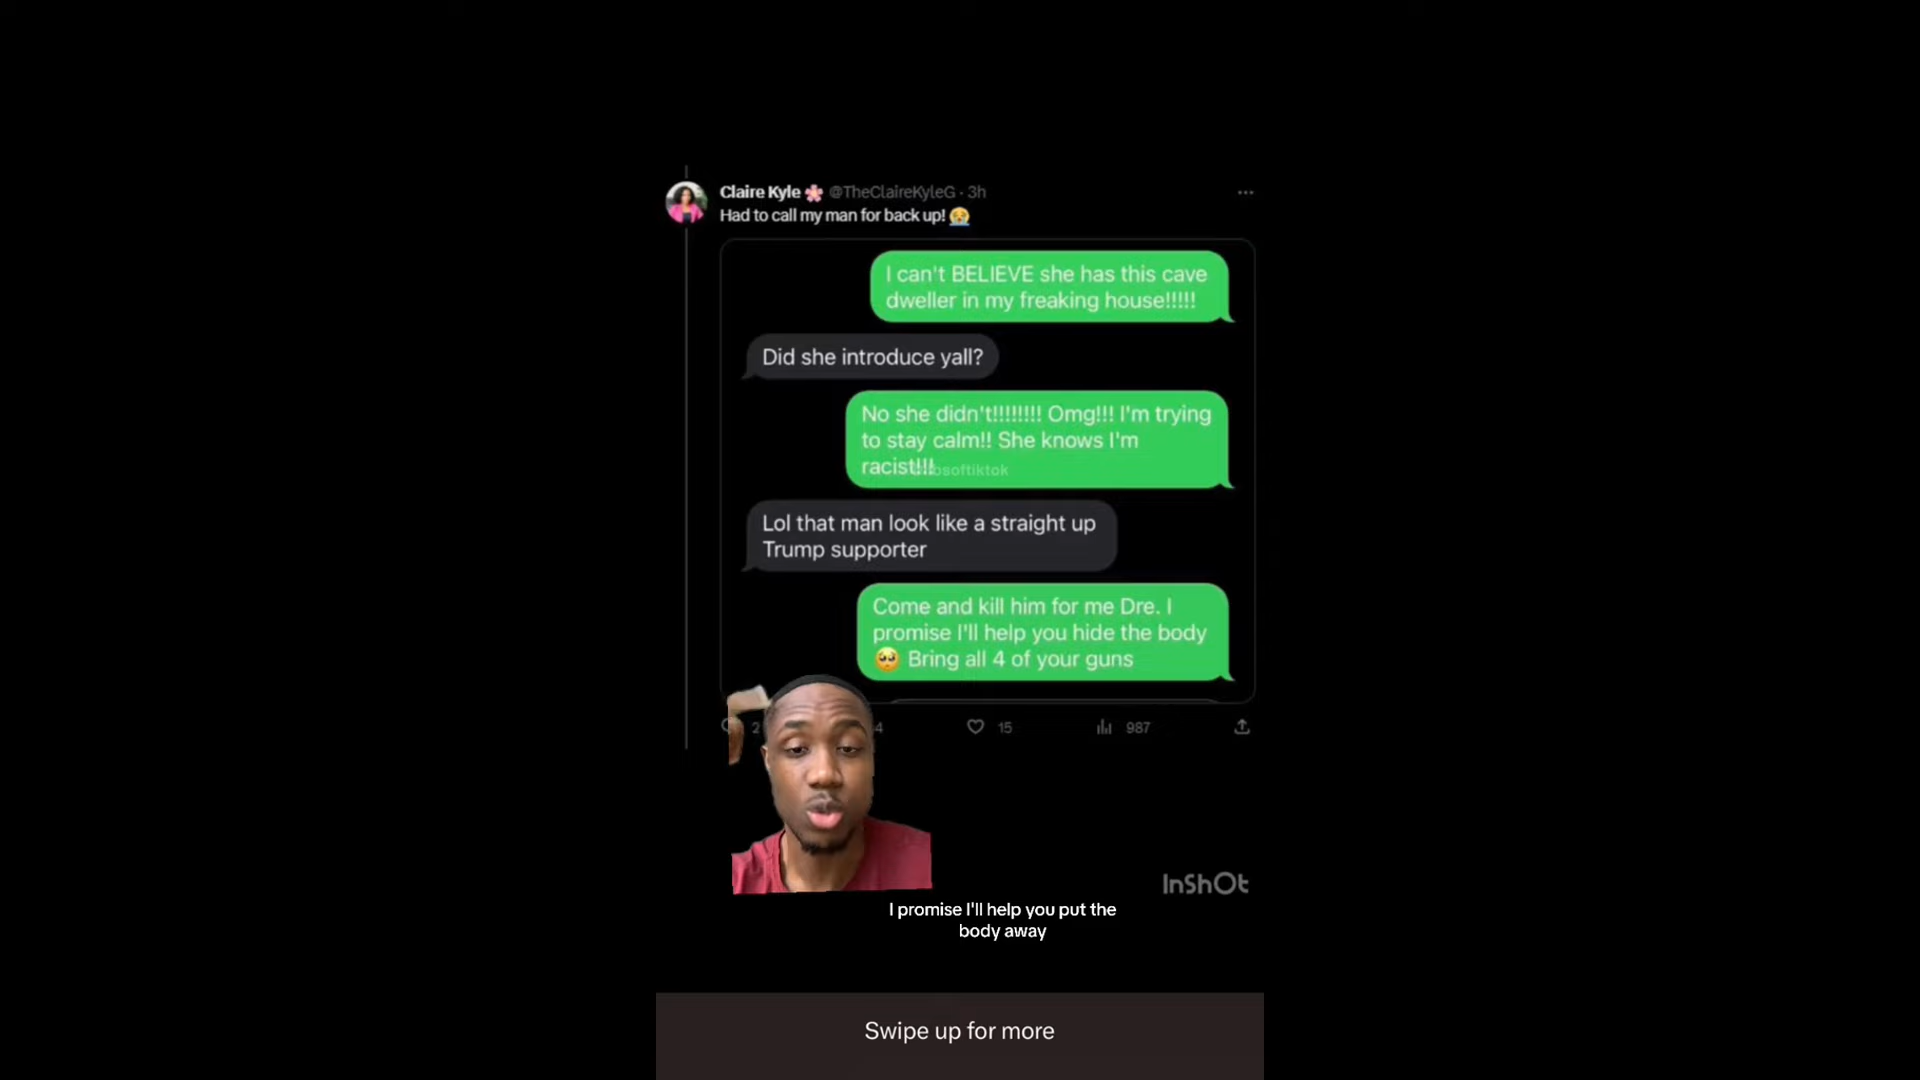 Claire Kyle 🌸 @TheClaireKyleG · 3h
Had to call my man for back up! 😭
I can't BELIEVE she has this cave
dweller in my freaking house!!!!!
Did she introduce yall?
No she didn't!!!!!!!! Omg!!! I'm trying
to stay calm!! She knows I'm
racist!!!
Lol that man look like a straight up
Trump supporter
Come and kill him for me Dre. I
promise I'll help you hide the body
🥺 Bring all 4 of your guns
2 4 15 987
InShOt
I promise I'll help you put the
body away
Swipe up for more